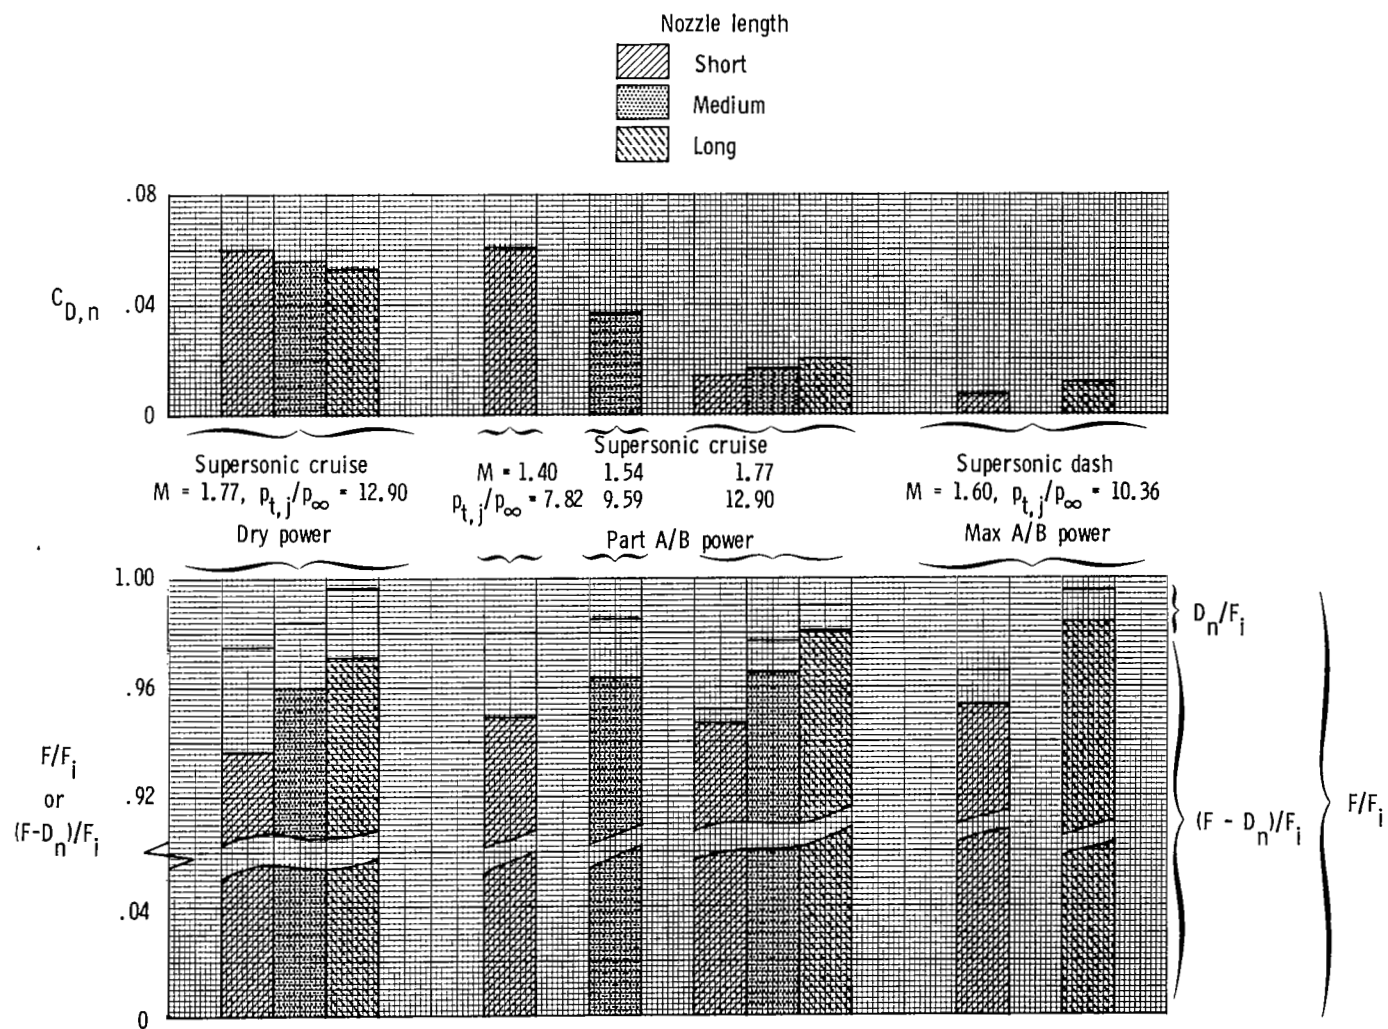 Nozzle length
Short
Medium
Long
.08
C_D,n
.04
0
Supersonic cruise
M = 1.77, p_t,j/p_∞ = 12.90
Dry power
Supersonic cruise
M = 1.40 1.54 1.77
p_t,j/p_∞ = 7.82 9.59 12.90
Part A/B power
Supersonic dash
M = 1.60, p_t,j/p_∞ = 10.36
Max A/B power
1.00
.96
F/F_i
or
(F-D_n)/F_i
.92
.04
0
D_n/F_i
(F - D_n)/F_i
F/F_i